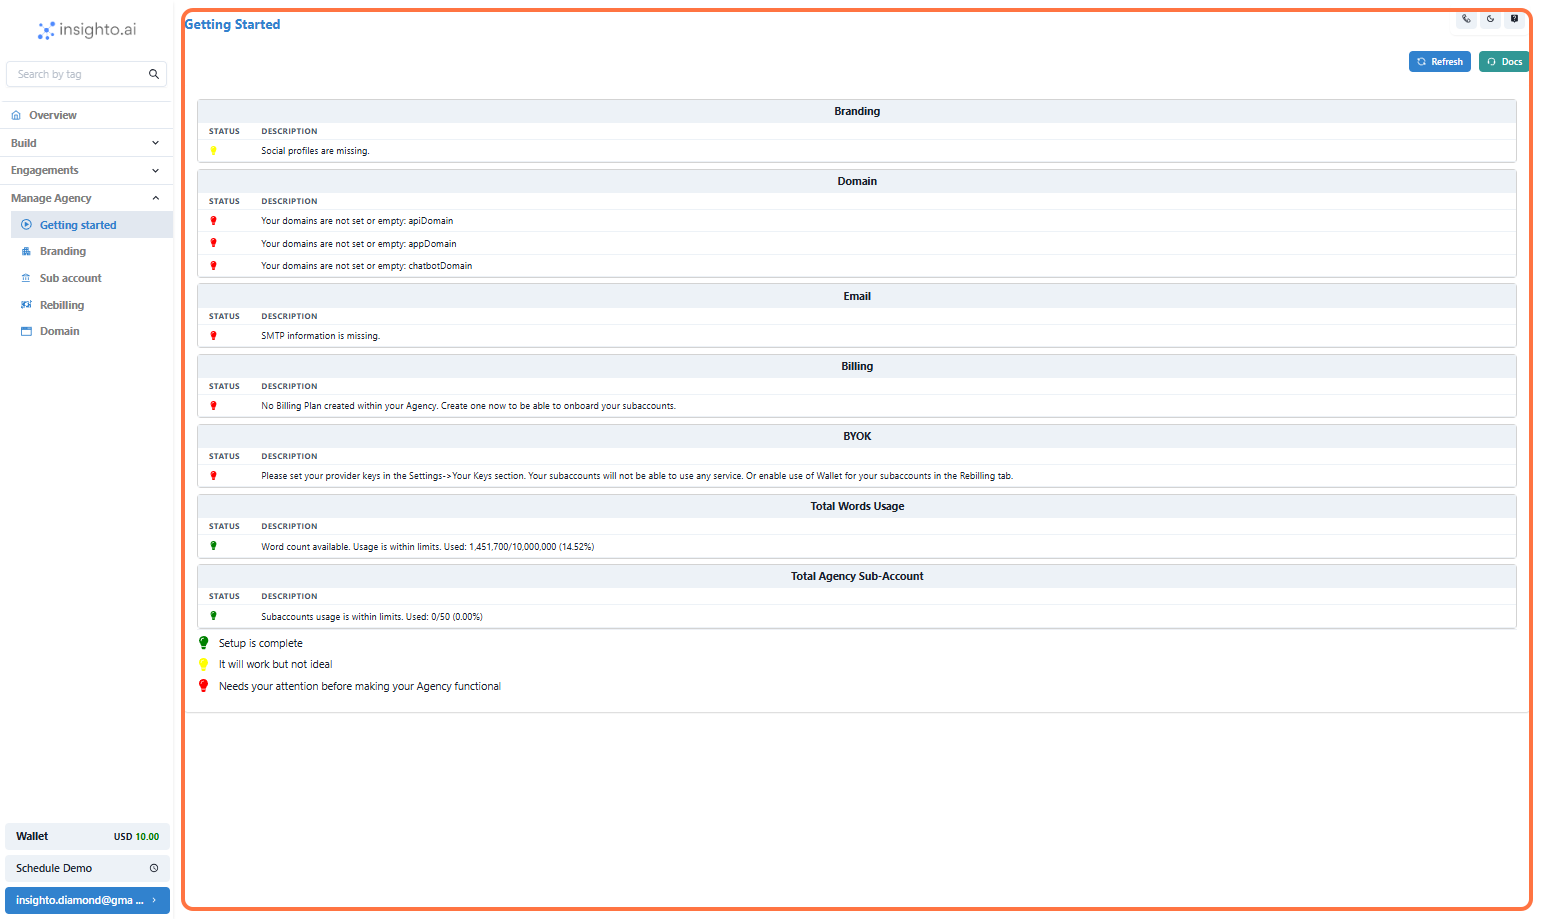 insighto.ai
Search by tag
Overview
Build
Engagements
Manage Agency
Getting started
Branding
Sub account
Rebilling
Domain
Wallet USD 10.00
Schedule Demo
insighto.diamond@gma ...
Getting Started
Refresh Docs
Branding
STATUS DESCRIPTION
Social profiles are missing.
Domain
STATUS DESCRIPTION
Your domains are not set or empty: apiDomain
Your domains are not set or empty: appDomain
Your domains are not set or empty: chatbotDomain
Email
STATUS DESCRIPTION
SMTP information is missing.
Billing
STATUS DESCRIPTION
No Billing Plan created within your Agency. Create one now to be able to onboard your subaccounts.
BYOK
STATUS DESCRIPTION
Please set your provider keys in the Settings->Your Keys section. Your subaccounts will not be able to use any service. Or enable use of Wallet for your subaccounts in the Rebilling tab.
Total Words Usage
STATUS DESCRIPTION
Word count available. Usage is within limits. Used: 1,451,700/10,000,000 (14.52%)
Total Agency Sub-Account
STATUS DESCRIPTION
Subaccounts usage is within limits. Used: 0/50 (0.00%)
Setup is complete
It will work but not ideal
Needs your attention before making your Agency functional